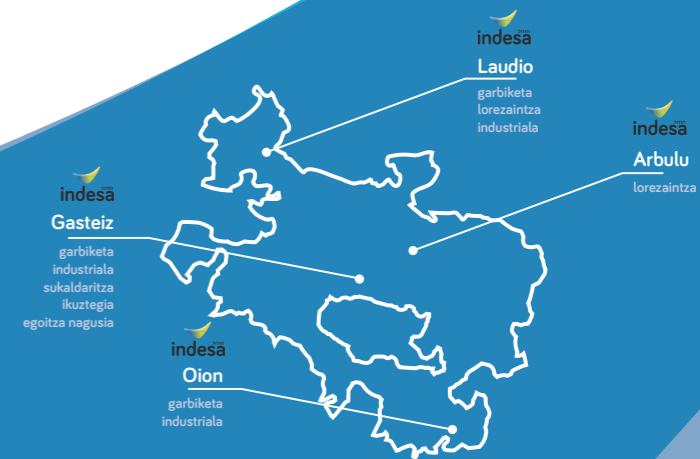 indesa
Laudio
garbiketa
lorezaintza
industriala
indesa
Arbulu
lorezaintza
indesa
Gasteiz
garbiketa
industriala
sukaldaritza
ikuztegia
egoitza nagusia
indesa
Oion
garbiketa
industriala